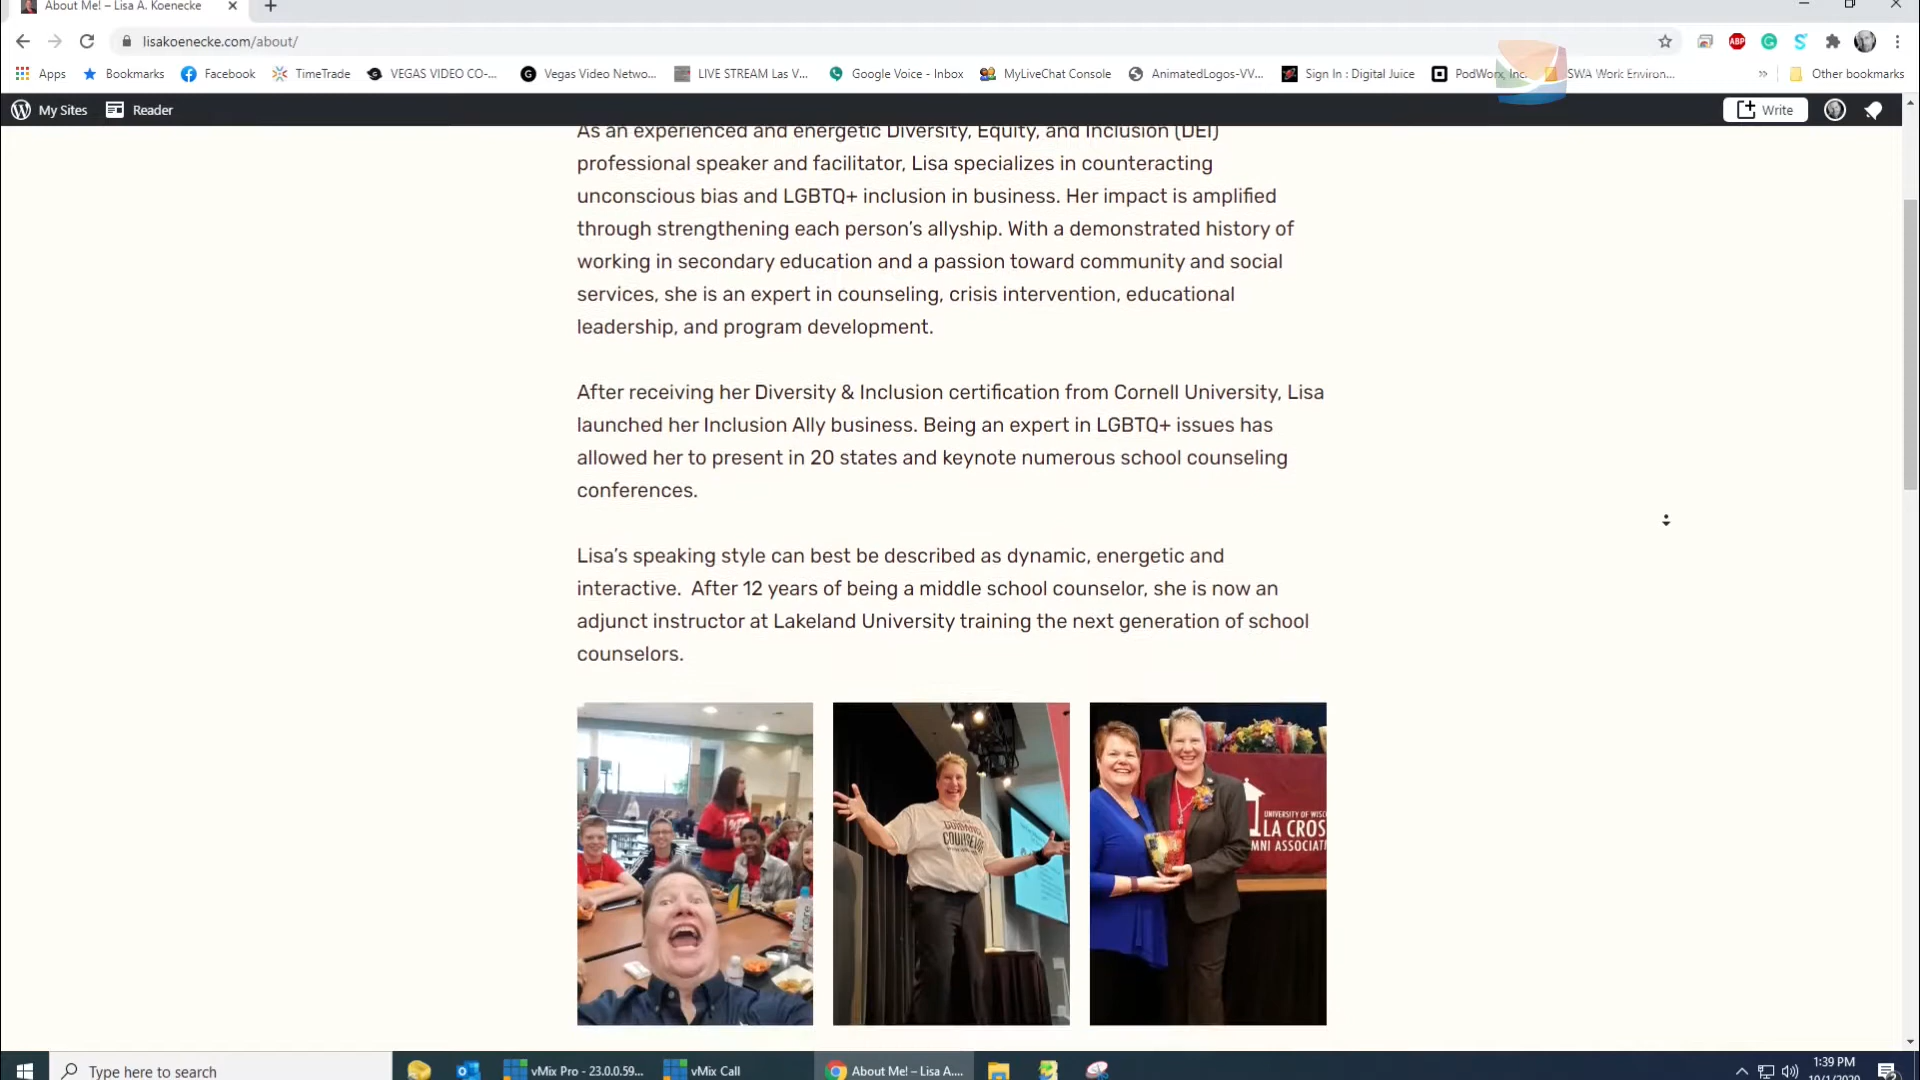 About Me! – Lisa A. Koenecke
lisakoenecke.com/about/
ABP
Apps Bookmarks Facebook TimeTrade VEGAS VIDEO CO-... Vegas Video Netwo... LIVE STREAM Las V... Google Voice - Inbox MyLiveChat Console AnimatedLogos-VV... Sign In : Digital Juice PodWorx, Inc. SWA Work Environ... » Other bookmarks
My Sites Reader Write
As an experienced and energetic Diversity, Equity, and Inclusion (DEI)
professional speaker and facilitator, Lisa specializes in counteracting
unconscious bias and LGBTQ+ inclusion in business. Her impact is amplified
through strengthening each person's allyship. With a demonstrated history of
working in secondary education and a passion toward community and social
services, she is an expert in counseling, crisis intervention, educational
leadership, and program development.
After receiving her Diversity & Inclusion certification from Cornell University, Lisa
launched her Inclusion Ally business. Being an expert in LGBTQ+ issues has
allowed her to present in 20 states and keynote numerous school counseling
conferences.
Lisa's speaking style can best be described as dynamic, energetic and
interactive.  After 12 years of being a middle school counselor, she is now an
adjunct instructor at Lakeland University training the next generation of school
counselors.
GUIDANCE
COUNSELOR
UNIVERSITY OF WISC
LA CROS
MNI ASSOCIAT
Type here to search
vMix Pro - 23.0.0.59...
vMix Call
About Me! – Lisa A....
1:39 PM
10/1/2020